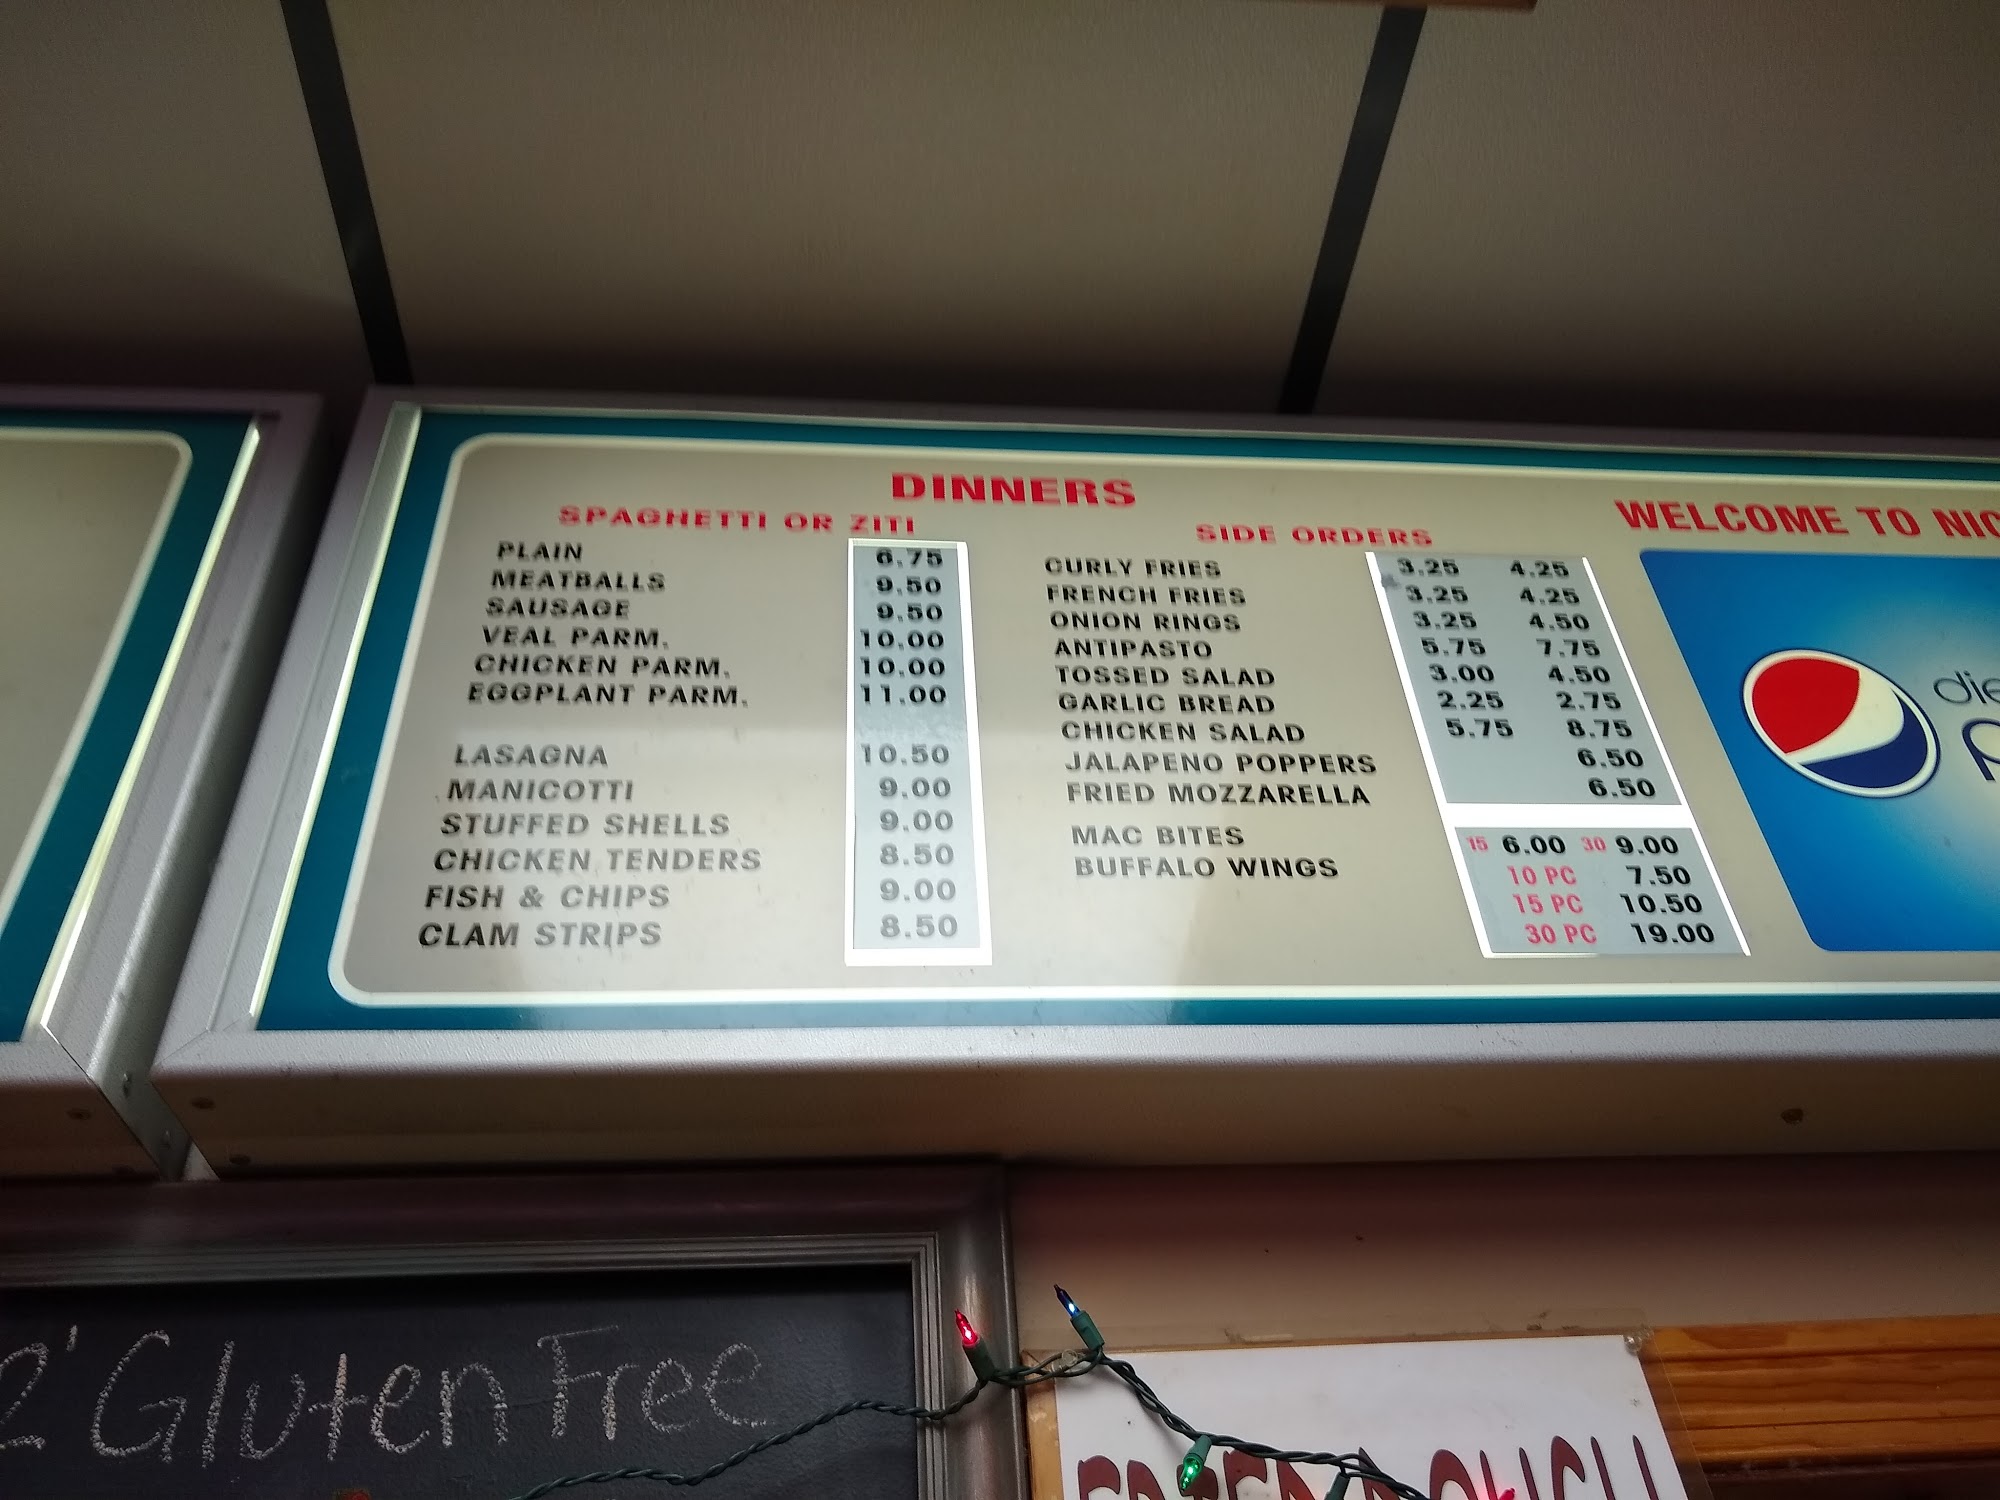 DINNERS
SPAGHETTI OR ZITI
PLAIN 6.75
MEATBALLS 9.50
SAUSAGE 9.50
VEAL PARM. 10.00
CHICKEN PARM. 10.00
EGGPLANT PARM. 11.00
LASAGNA 10.50
MANICOTTI 9.00
STUFFED SHELLS 9.00
CHICKEN TENDERS 8.50
FISH & CHIPS 9.00
CLAM STRIPS 8.50
SIDE ORDERS
CURLY FRIES 3.25 4.25
FRENCH FRIES 3.25 4.25
ONION RINGS 3.25 4.50
ANTIPASTO 5.75 7.75
TOSSED SALAD 3.00 4.50
GARLIC BREAD 2.25 2.75
CHICKEN SALAD 5.75 8.75
JALAPENO POPPERS 6.50
FRIED MOZZARELLA 6.50
MAC BITES 15 6.00 30 9.00
BUFFALO WINGS 10 PC 7.50
15 PC 10.50
30 PC 19.00
WELCOME TO NIC
die
Gluten Free
FRIED DOUGH